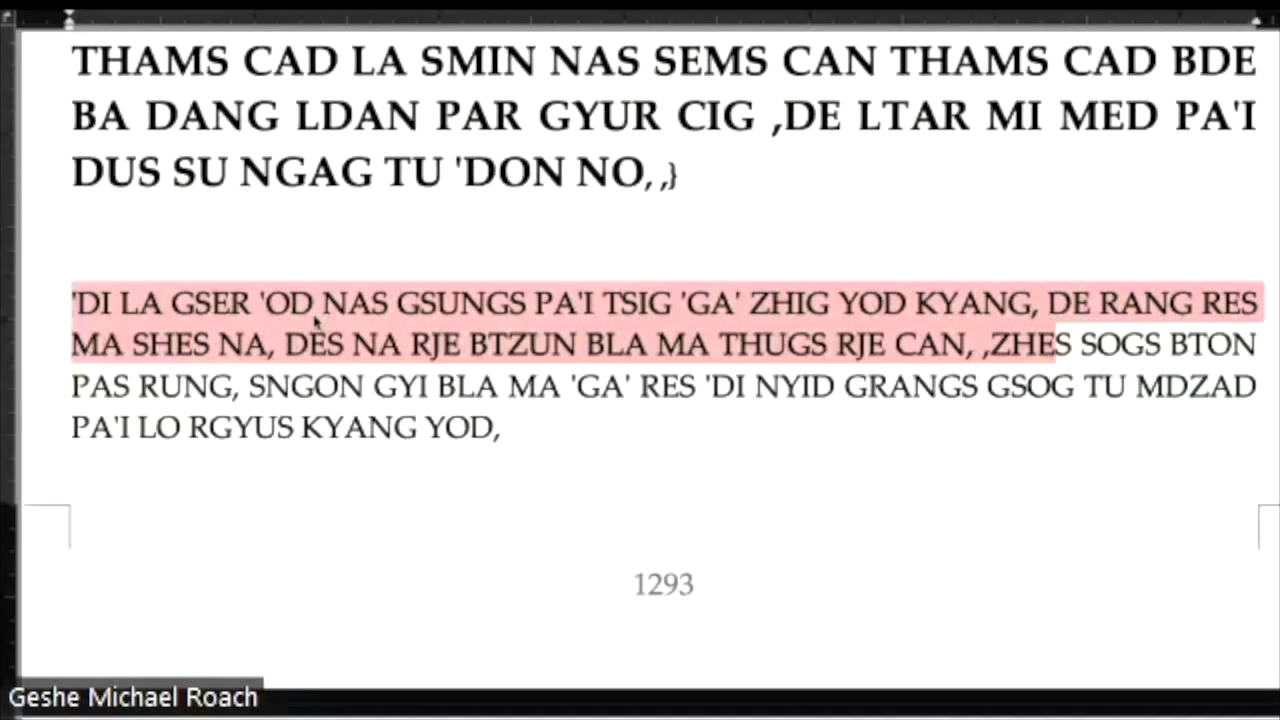 THAMS CAD LA SMIN NAS SEMS CAN THAMS CAD BDE
BA DANG LDAN PAR GYUR CIG ,DE LTAR MI MED PA'I
DUS SU NGAG TU 'DON NO, ,}
'DI LA GSER 'OD NAS GSUNGS PA'I TSIG 'GA' ZHIG YOD KYANG, DE RANG RES
MA SHES NA, DES NA RJE BTZUN BLA MA THUGS RJE CAN, ,ZHES SOGS BTON
PAS RUNG, SNGON GYI BLA MA 'GA' RES 'DI NYID GRANGS GSOG TU MDZAD
PA'I LO RGYUS KYANG YOD,
1293
Geshe Michael Roach